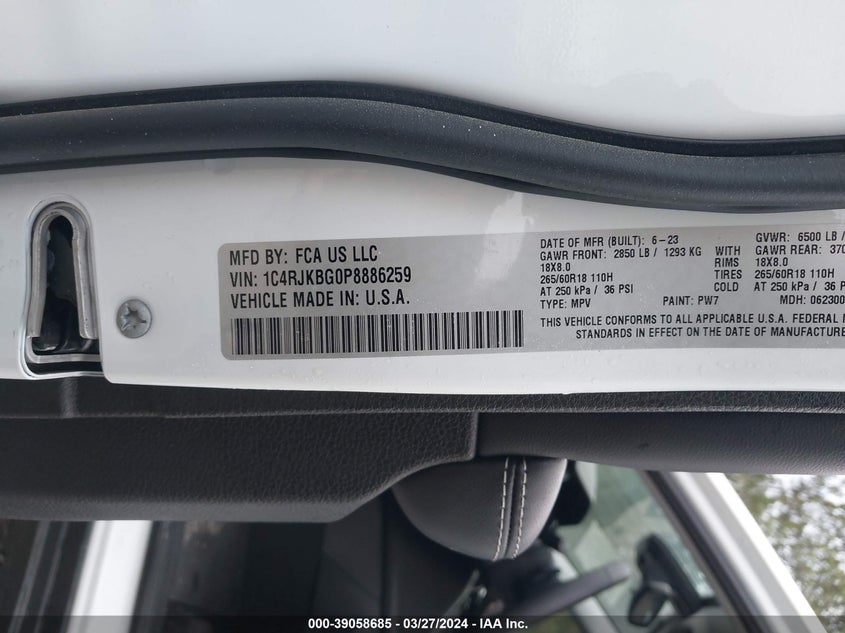 MFD BY: FCA US LLC
VIN: 1C4RJKBG0P8886259
VEHICLE MADE IN: U.S.A.
DATE OF MFR (BUILT): 6-23 GVWR: 6500 LB /
GAWR FRONT: 2850 LB / 1293 KG WITH GAWR REAR: 370
18X8.0 RIMS 18X8.0
265/60R18 110H TIRES 265/60R18 110H
AT 250 kPa / 36 PSI COLD AT 250 kPa / 36 PSI
TYPE: MPV PAINT: PW7 MDH: 062300
THIS VEHICLE CONFORMS TO ALL APPLICABLE U.S.A. FEDERAL M
STANDARDS IN EFFECT ON THE DATE OF MANUFACTURE
000-39058685 - 03/27/2024 - IAA Inc.